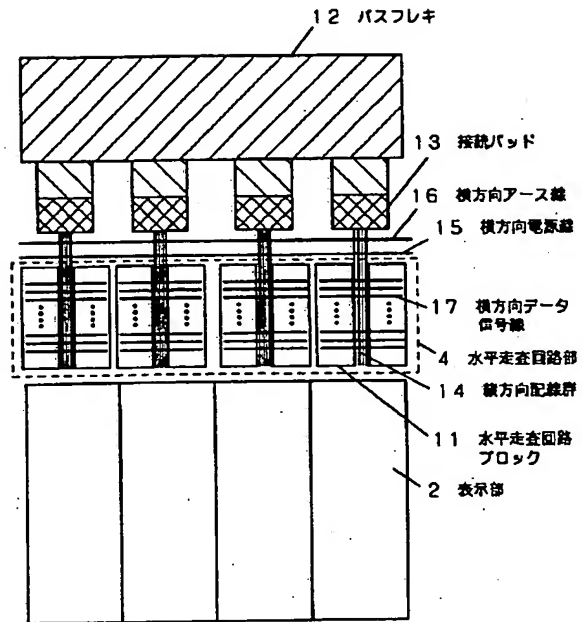 12 バスフレキ
13 接続パッド
16 横方向アース線
15 横方向電源線
17 横方向データ
信号線
4 水平走査回路部
14 縦方向配線群
11 水平走査回路
ブロック
2 表示部